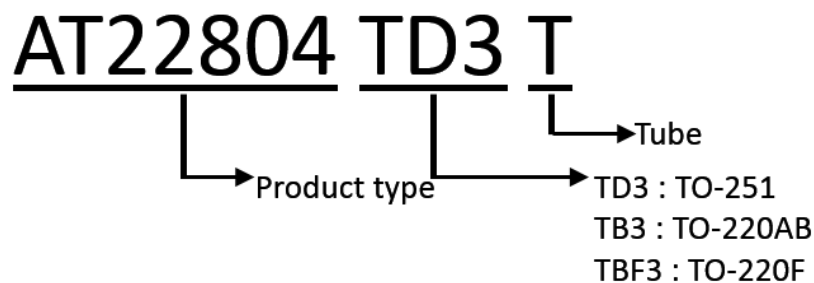 AT22804 TD3 T
Tube
Product type
TD3 : TO-251
TB3 : TO-220AB
TBF3 : TO-220F